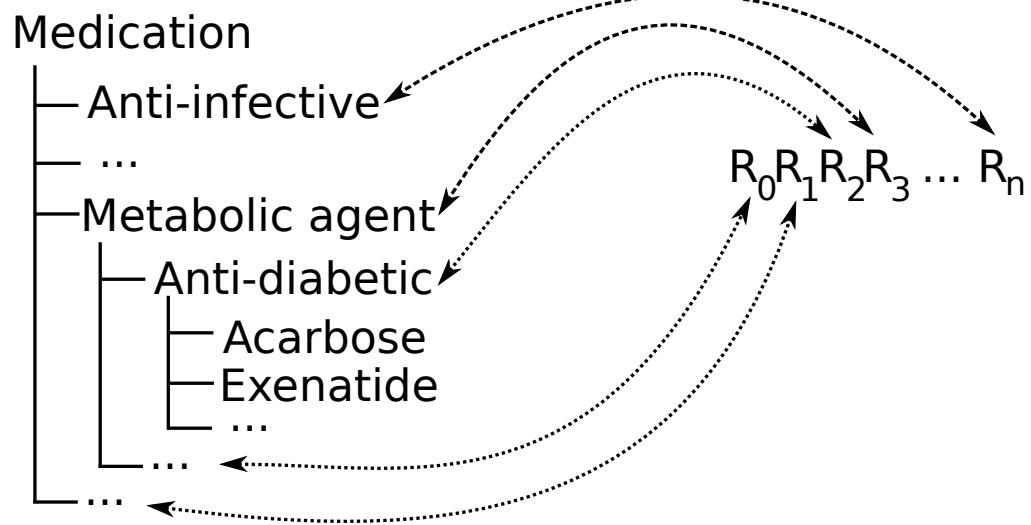 Medication
Anti-infective
...
R0R1R2R3 ... Rn
Metabolic agent
Anti-diabetic
Acarbose
Exenatide
...
...
...